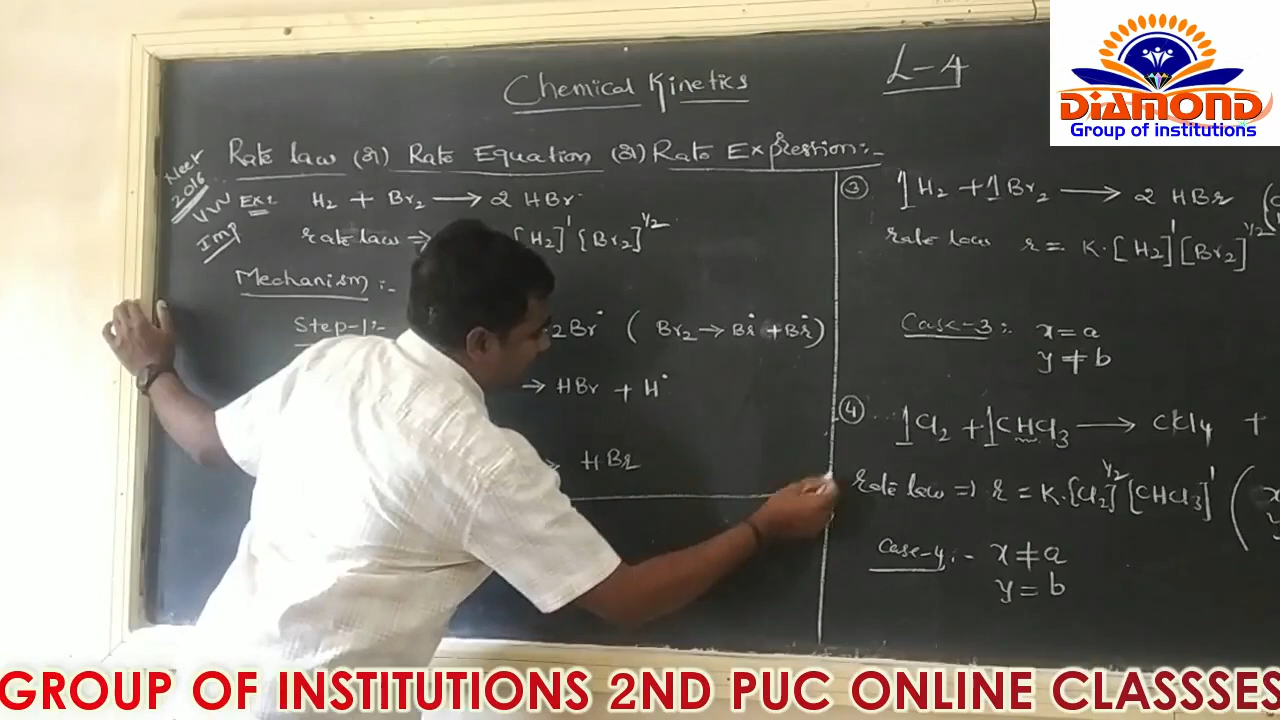 Chemical Kinetics
L-4
DIAMOND
Group of institutions
Rate law (or) Rate Equation (or) Rate Expression:-
Neet
2016
Imp
Ex:
H₂ + Br₂ → 2 HBr
rate law ⇒ [H₂]¹ [Br₂]^1/2
Mechanism:-
Step-1:- 2Br• ( Br₂ → Br• + Br• )
→ HBr + H•
→ HBr
③ 1H₂ + 1Br₂ → 2 HBr
rate law r = K.[H₂]¹[Br₂]^1/2
Case-3:- x = a
y ≠ b
④ 1Cl₂ + 1CHCl₃ → CCl₄ +
rate law ⇒ r = K.[Cl₂]^1/2 [CHCl₃]¹ (
Case-4:- x ≠ a
y = b
GROUP OF INSTITUTIONS 2ND PUC ONLINE CLASSSES